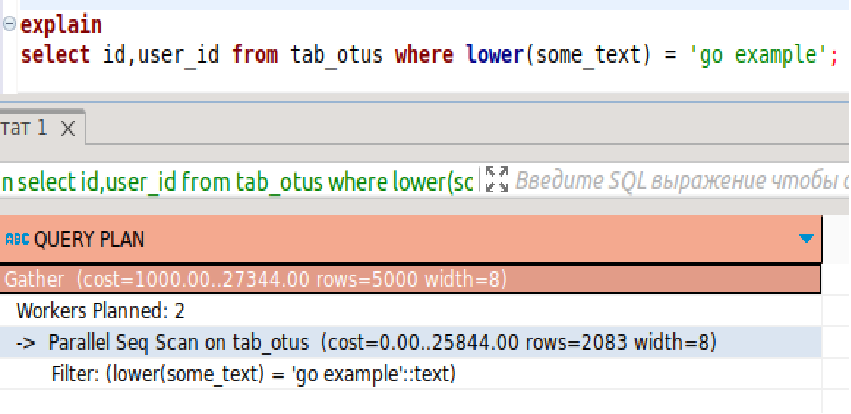 explain
select id,user_id from tab_otus where lower(some_text) = 'go example';
тат 1
n select id,user_id from tab_otus where lower(sc Введите SQL выражение чтобы
ABC QUERY PLAN
Gather (cost=1000.00..27344.00 rows=5000 width=8)
Workers Planned: 2
-> Parallel Seq Scan on tab_otus (cost=0.00..25844.00 rows=2083 width=8)
Filter: (lower(some_text) = 'go example'::text)